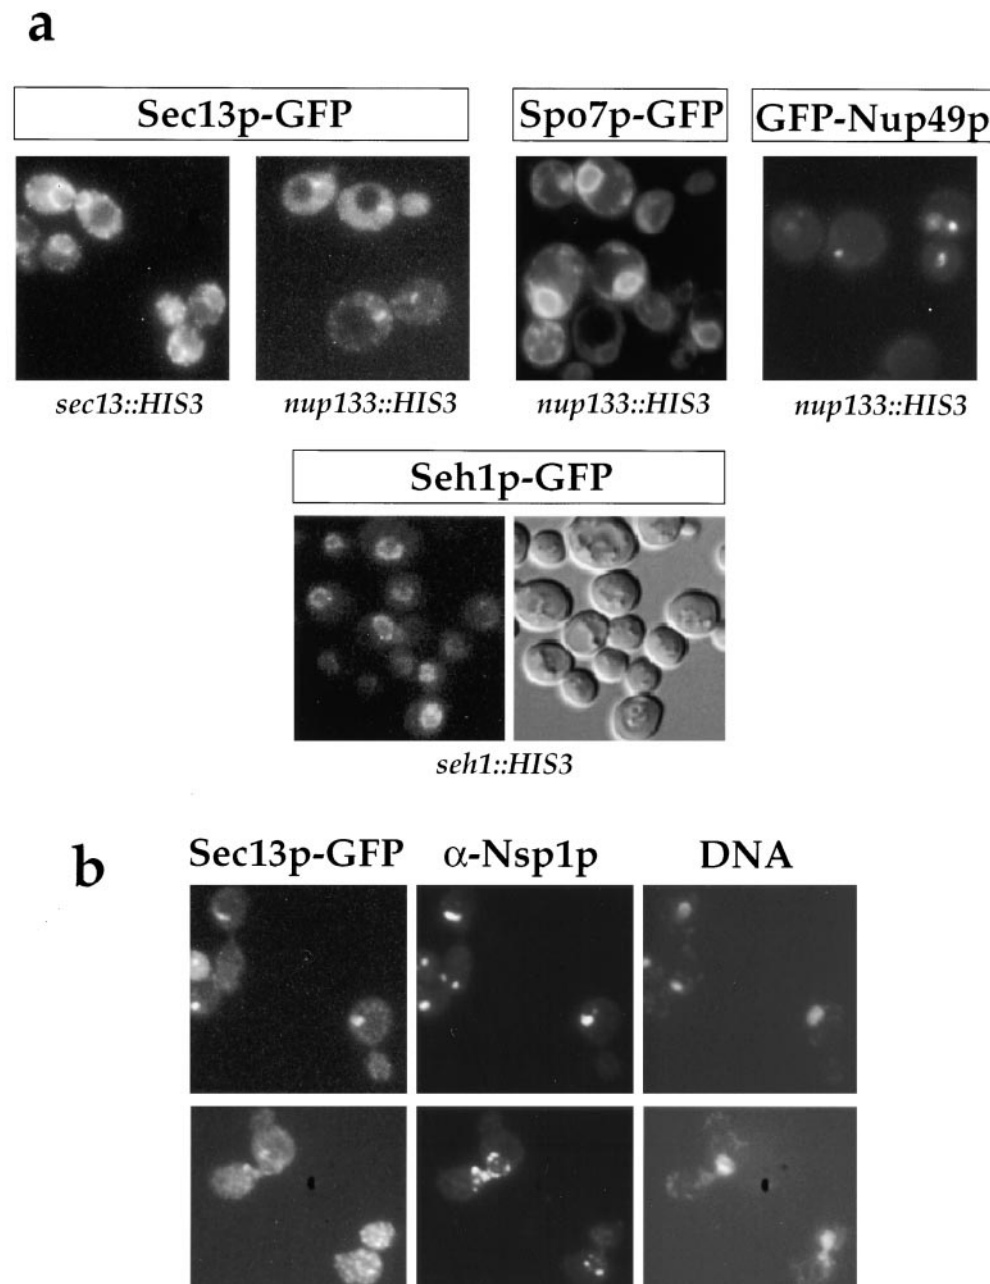 a
Sec13p-GFP
Spo7p-GFP
GFP-Nup49p
sec13::HIS3
nup133::HIS3
nup133::HIS3
nup133::HIS3
Seh1p-GFP
seh1::HIS3
b
Sec13p-GFP
α-Nsp1p
DNA